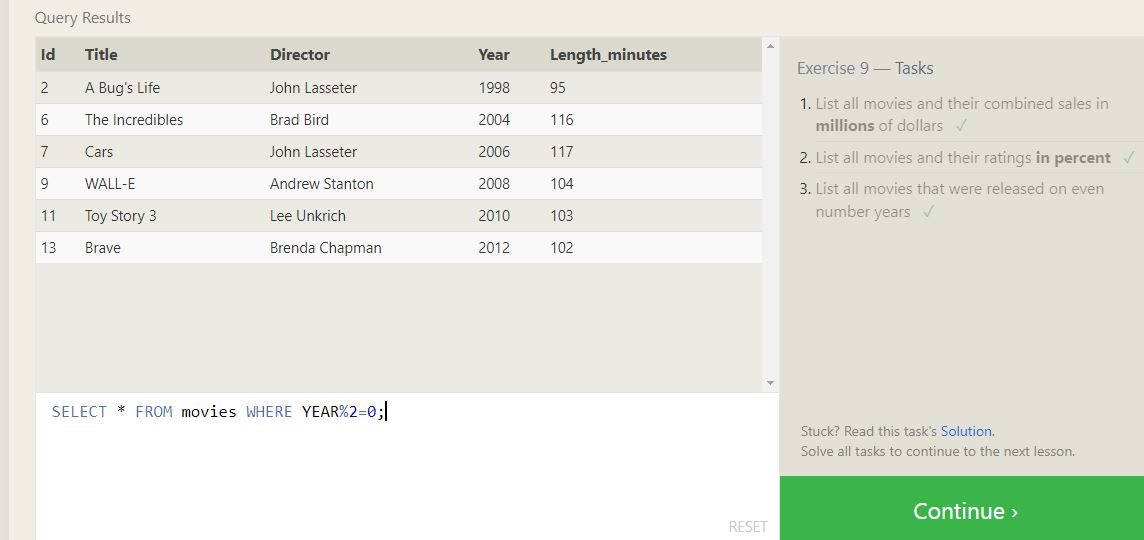 Query Results
Id Title Director Year Length_minutes
2 A Bug's Life John Lasseter 1998 95
6 The Incredibles Brad Bird 2004 116
7 Cars John Lasseter 2006 117
9 WALL-E Andrew Stanton 2008 104
11 Toy Story 3 Lee Unkrich 2010 103
13 Brave Brenda Chapman 2012 102
SELECT * FROM movies WHERE YEAR%2=0;
RESET
Exercise 9 — Tasks
1. List all movies and their combined sales in
millions of dollars ✓
2. List all movies and their ratings in percent ✓
3. List all movies that were released on even
number years ✓
Stuck? Read this task's Solution.
Solve all tasks to continue to the next lesson.
Continue ›